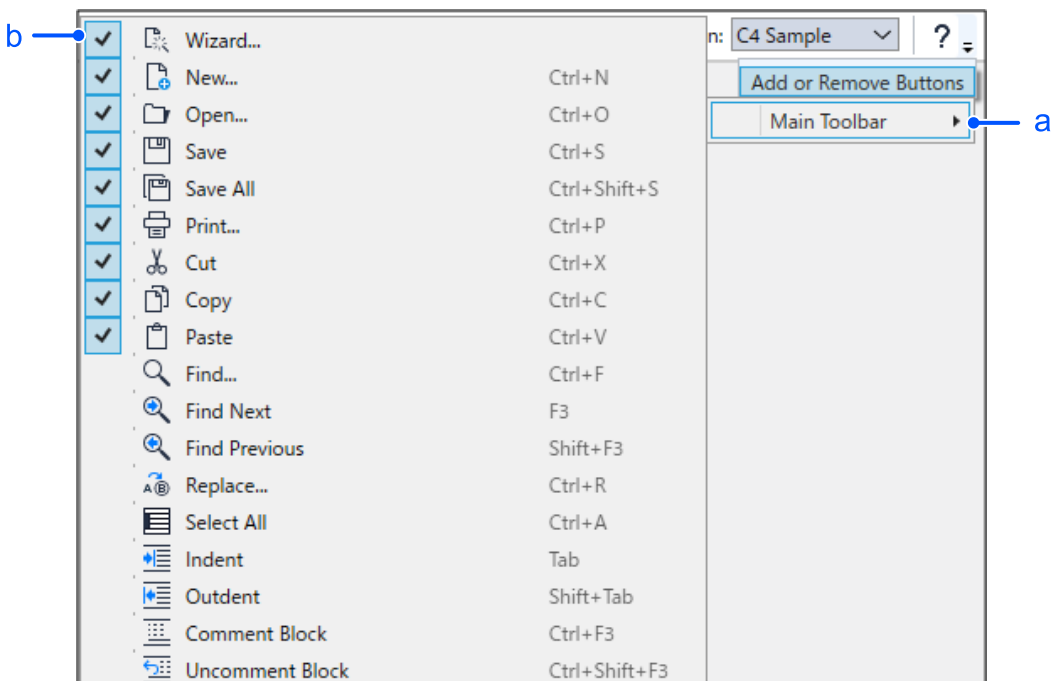 b
n: C4 Sample ?
Add or Remove Buttons
Main Toolbar
a
Wizard...
New... Ctrl+N
Open... Ctrl+O
Save Ctrl+S
Save All Ctrl+Shift+S
Print... Ctrl+P
Cut Ctrl+X
Copy Ctrl+C
Paste Ctrl+V
Find... Ctrl+F
Find Next F3
Find Previous Shift+F3
Replace... Ctrl+R
Select All Ctrl+A
Indent Tab
Outdent Shift+Tab
Comment Block Ctrl+F3
Uncomment Block Ctrl+Shift+F3